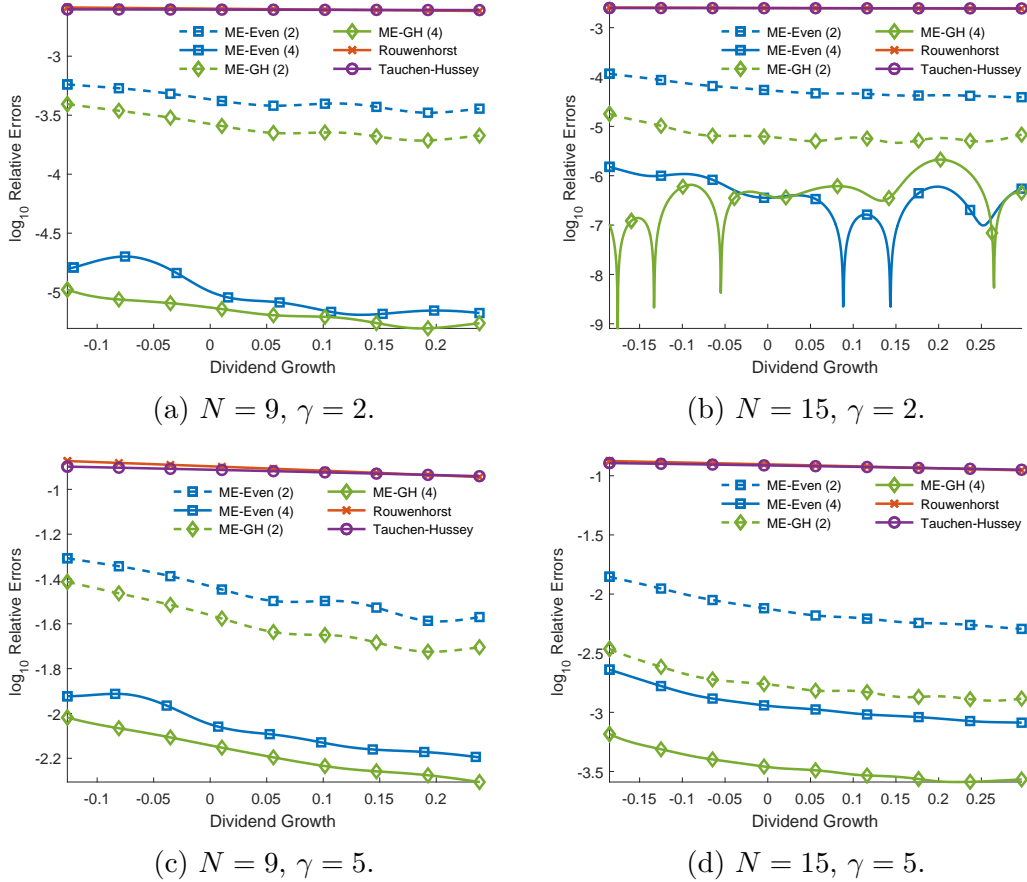 log10 Relative Errors
-3
-3.5
-4
-4.5
-5
ME-Even (2)
ME-Even (4)
ME-GH (2)
ME-GH (4)
Rouwenhorst
Tauchen-Hussey
-0.1 -0.05 0 0.05 0.1 0.15 0.2
Dividend Growth
(a) N = 9, γ = 2.
log10 Relative Errors
-3
-4
-5
-6
-7
-8
-9
ME-Even (2)
ME-Even (4)
ME-GH (2)
ME-GH (4)
Rouwenhorst
Tauchen-Hussey
-0.15 -0.1 -0.05 0 0.05 0.1 0.15 0.2 0.25
Dividend Growth
(b) N = 15, γ = 2.
log10 Relative Errors
-1
-1.2
-1.4
-1.6
-1.8
-2
-2.2
ME-Even (2)
ME-Even (4)
ME-GH (2)
ME-GH (4)
Rouwenhorst
Tauchen-Hussey
-0.1 -0.05 0 0.05 0.1 0.15 0.2
Dividend Growth
(c) N = 9, γ = 5.
log10 Relative Errors
-1
-1.5
-2
-2.5
-3
-3.5
ME-Even (2)
ME-Even (4)
ME-GH (2)
ME-GH (4)
Rouwenhorst
Tauchen-Hussey
-0.15 -0.1 -0.05 0 0.05 0.1 0.15 0.2 0.25
Dividend Growth
(d) N = 15, γ = 5.